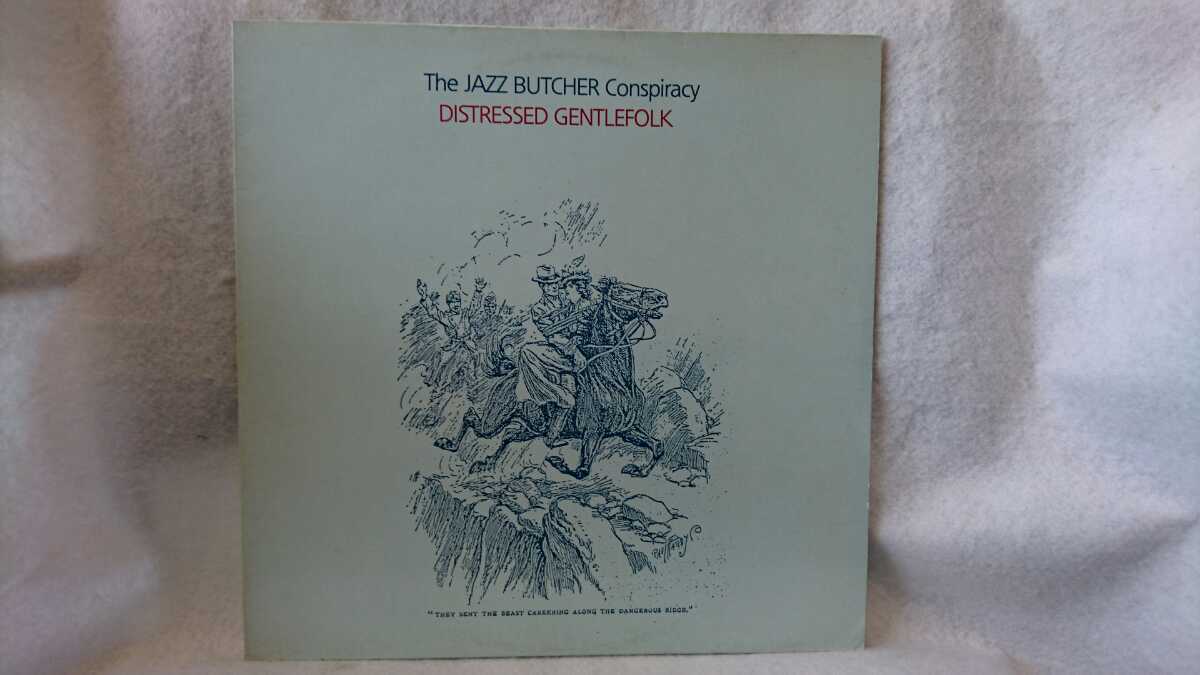 The JAZZ BUTCHER Conspiracy
DISTRESSED GENTLEFOLK
"THEY SENT THE BEAST CAREERING ALONG THE DANGEROUS RIDGE."